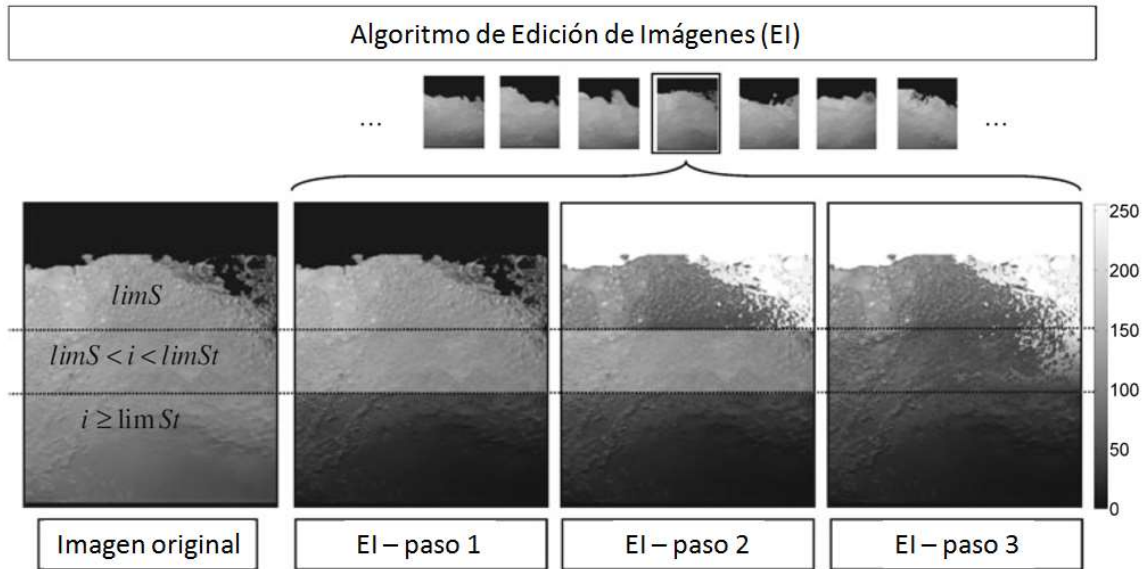 Algoritmo de Edición de Imágenes (EI)
... ...
limS
limS < i < limSt
i ≥ lim St
250
200
150
100
50
0
Imagen original
EI – paso 1
EI – paso 2
EI – paso 3